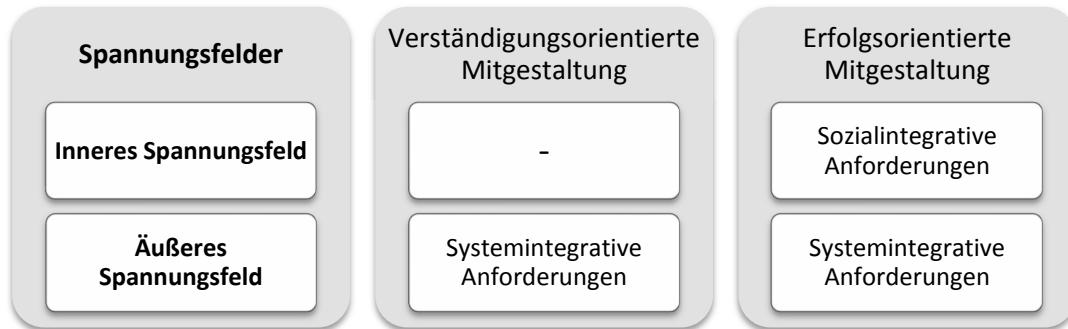 Spannungsfelder
Verständigungsorientierte
Mitgestaltung
Erfolgsorientierte
Mitgestaltung
Inneres Spannungsfeld
-
Sozialintegrative
Anforderungen
Äußeres
Spannungsfeld
Systemintegrative
Anforderungen
Systemintegrative
Anforderungen